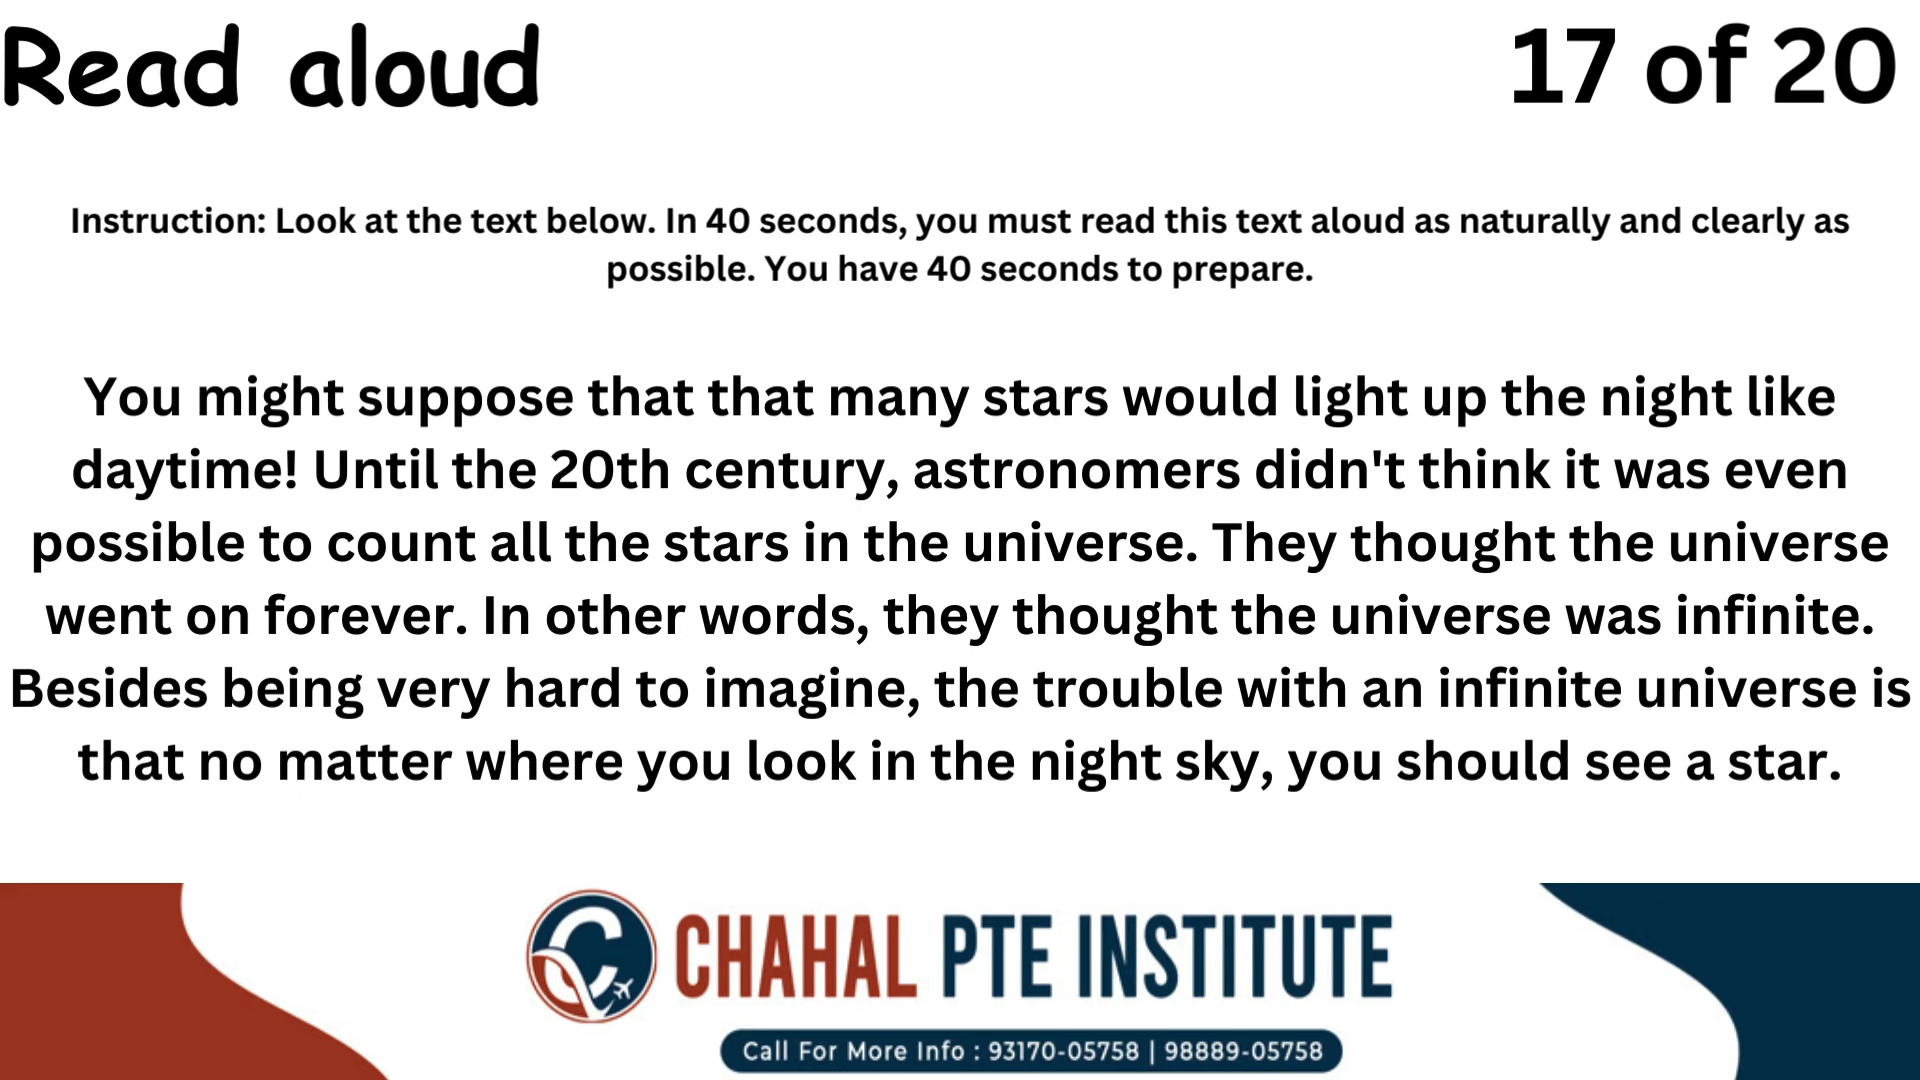 Read aloud
17 of 20
Instruction: Look at the text below. In 40 seconds, you must read this text aloud as naturally and clearly as
possible. You have 40 seconds to prepare.
You might suppose that that many stars would light up the night like
daytime! Until the 20th century, astronomers didn't think it was even
possible to count all the stars in the universe. They thought the universe
went on forever. In other words, they thought the universe was infinite.
Besides being very hard to imagine, the trouble with an infinite universe is
that no matter where you look in the night sky, you should see a star.
CHAHAL PTE INSTITUTE
Call For More Info : 93170-05758 | 98889-05758